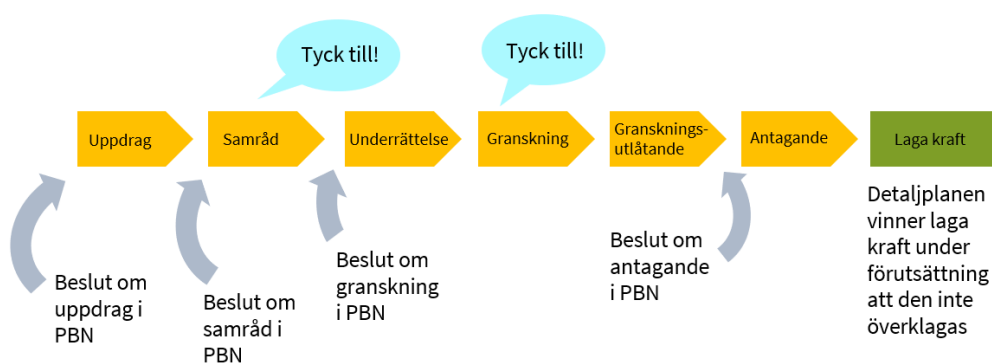 Tyck till!
Tyck till!
Uppdrag
Samråd
Underrättelse
Granskning
Gransknings-
utlåtande
Antagande
Laga kraft
Beslut om
uppdrag i
PBN
Beslut om
samråd i
PBN
Beslut om
granskning
i PBN
Beslut om
antagande
i PBN
Detaljplanen
vinner laga
kraft under
förutsättning
att den inte
överklagas